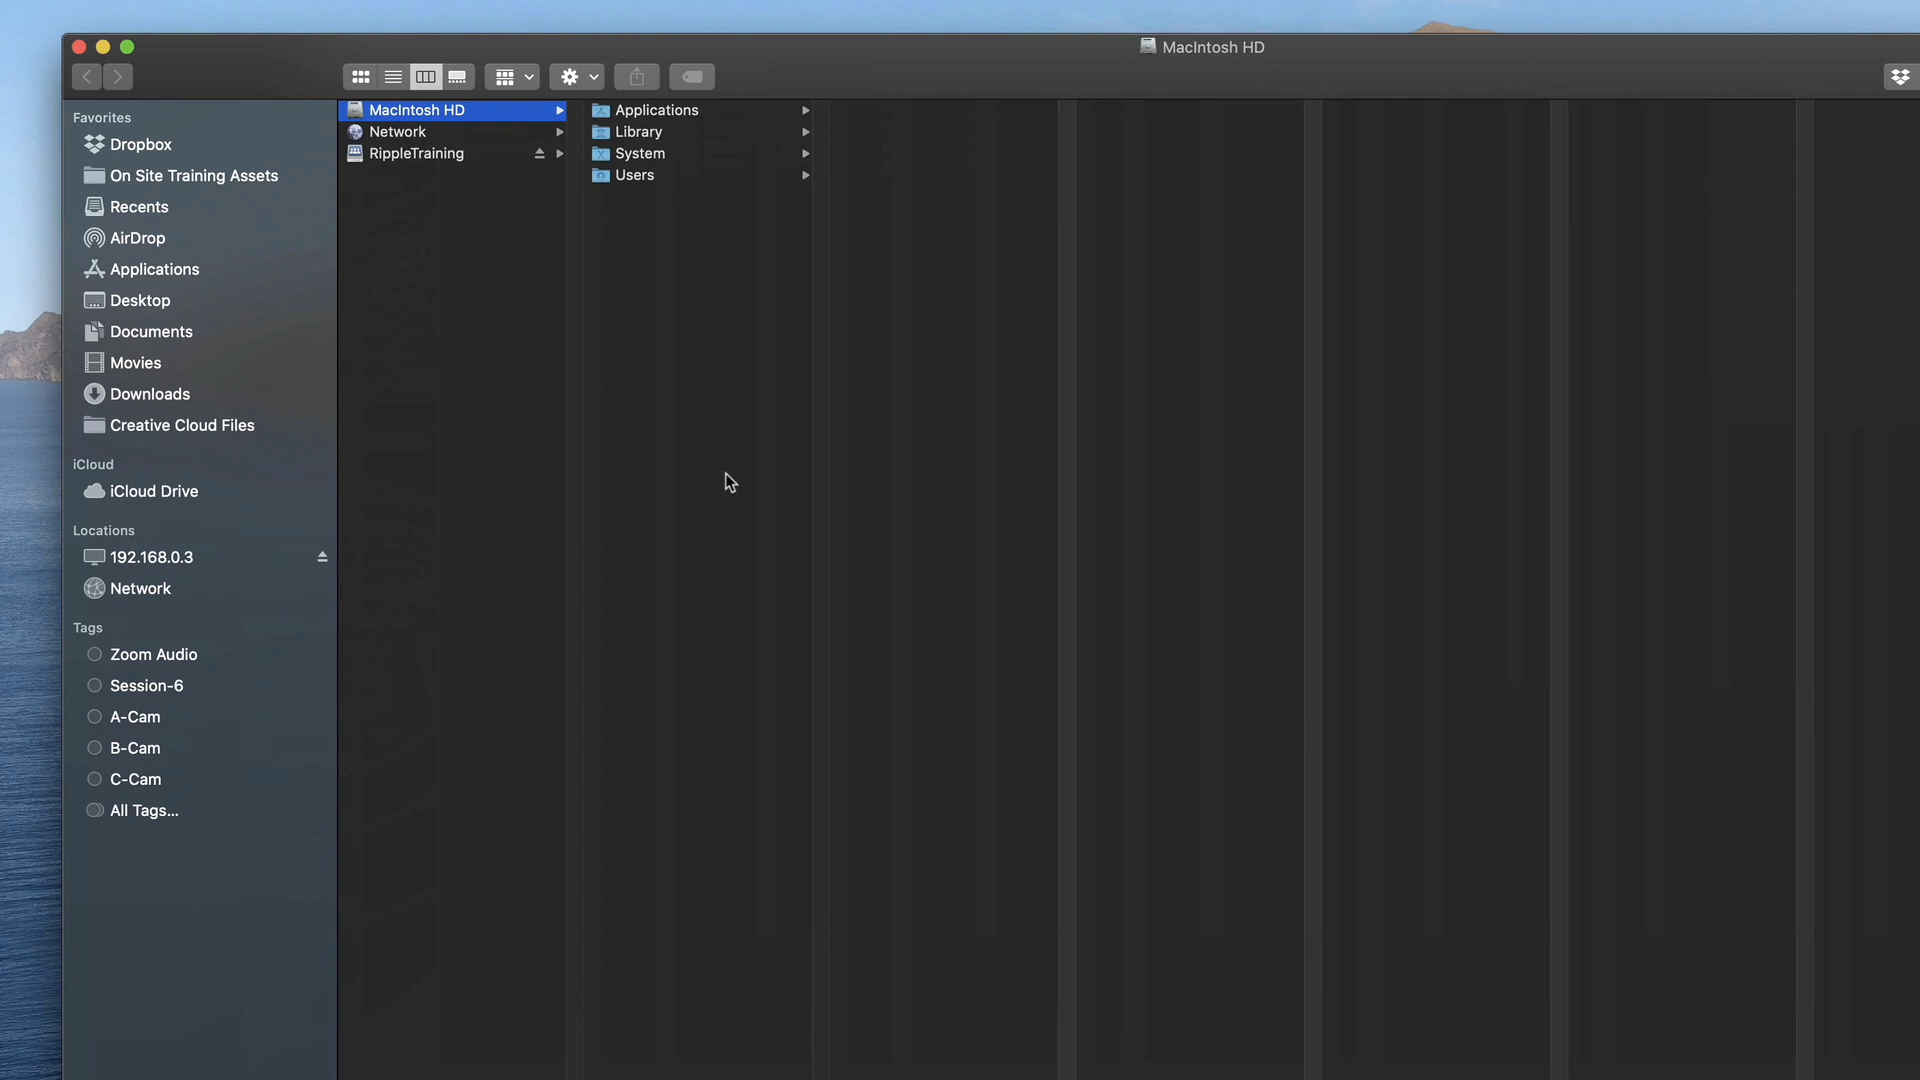 MacIntosh HD
Favorites
Dropbox
On Site Training Assets
Recents
AirDrop
Applications
Desktop
Documents
Movies
Downloads
Creative Cloud Files
iCloud
iCloud Drive
Locations
192.168.0.3
Network
Tags
Zoom Audio
Session-6
A-Cam
B-Cam
C-Cam
All Tags...
MacIntosh HD
Network
RippleTraining
Applications
Library
System
Users